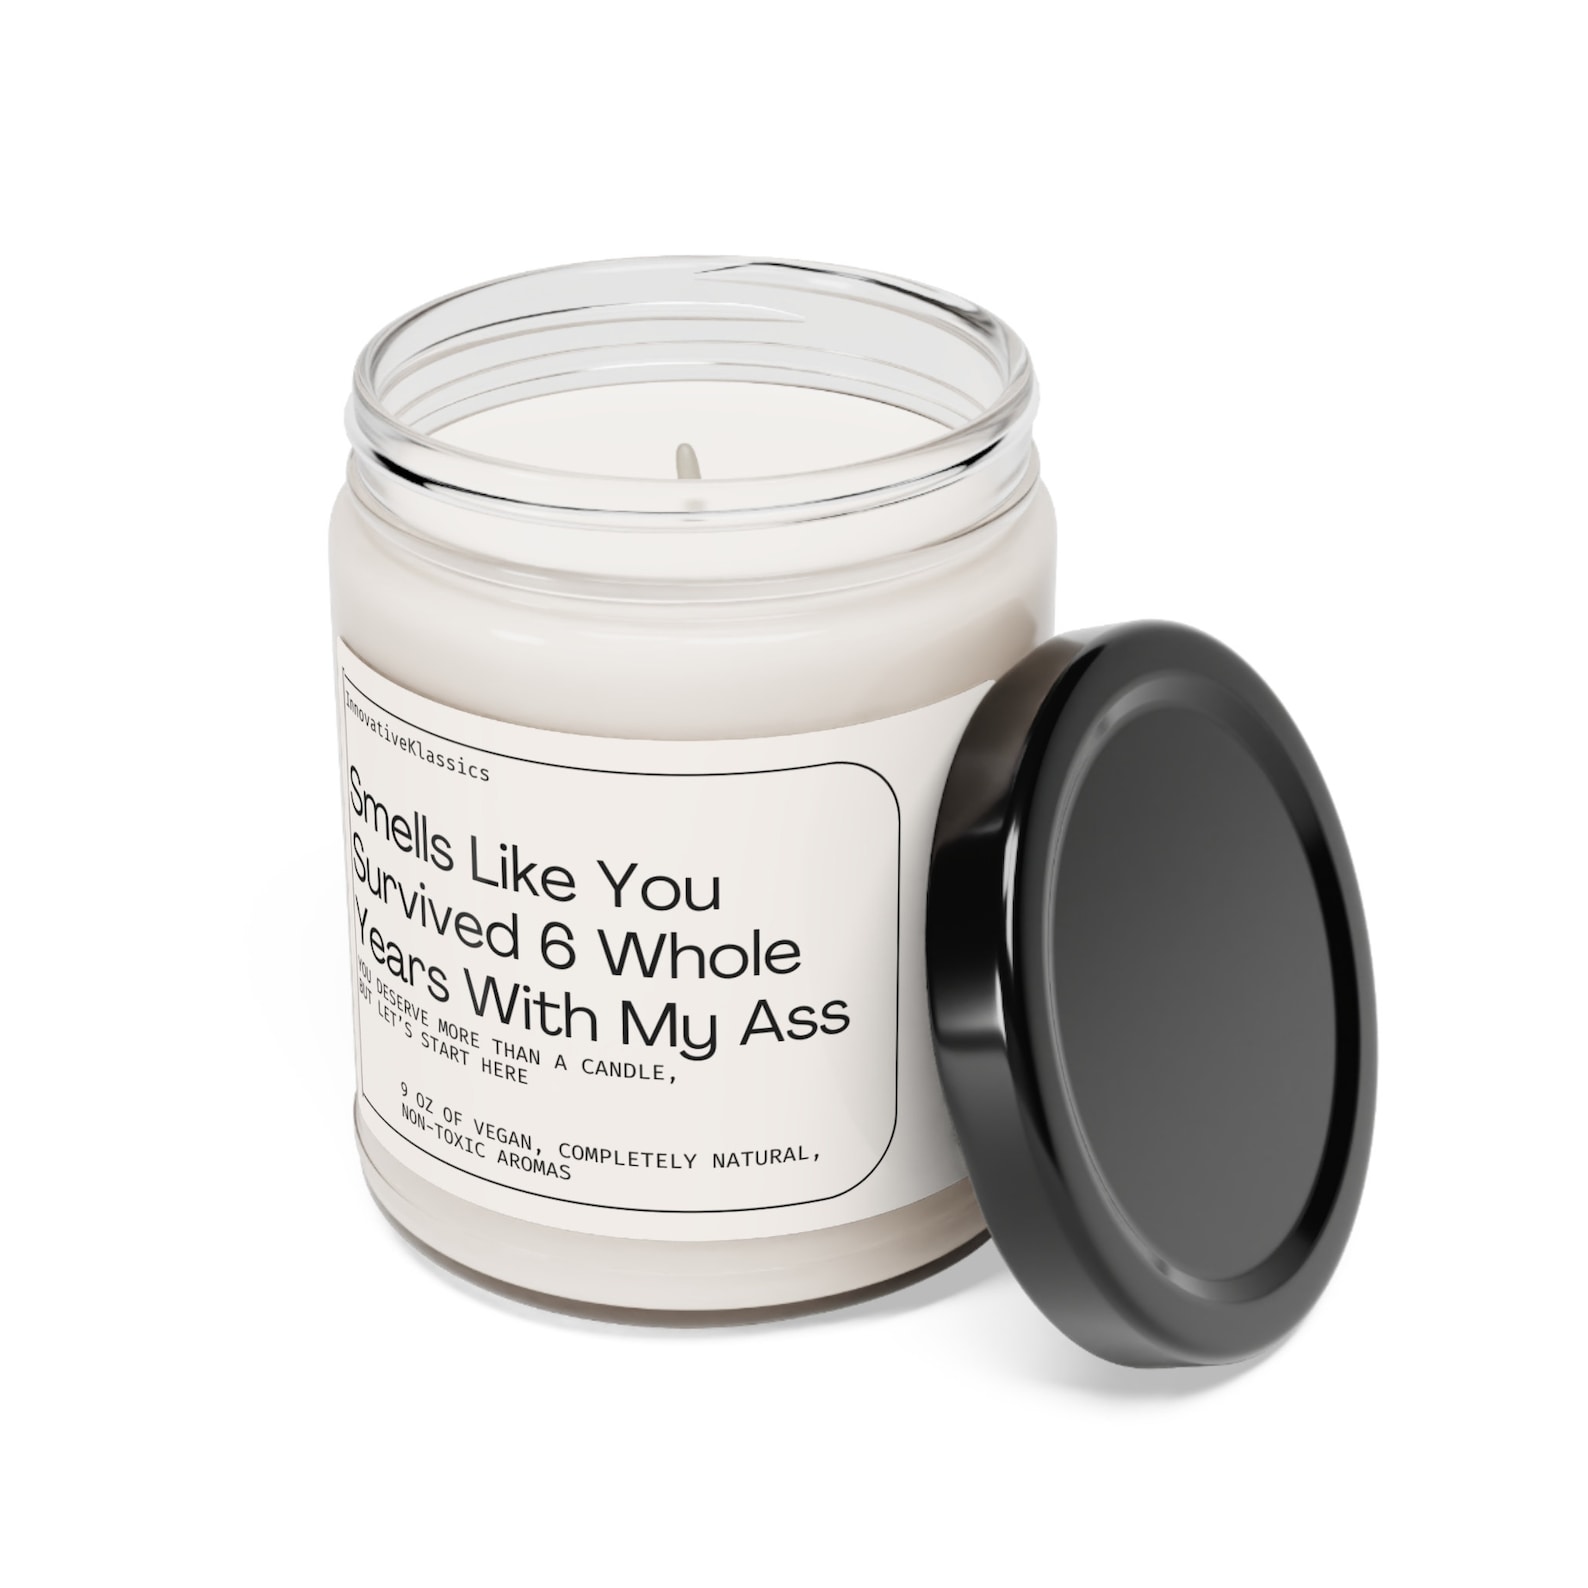 InnovativeKlassics
Smells Like You
Survived 6 Whole
Years With My Ass
YOU DESERVE MORE THAN A CANDLE,
BUT LET'S START HERE
9 OZ OF VEGAN, COMPLETELY NATURAL,
NON-TOXIC AROMAS